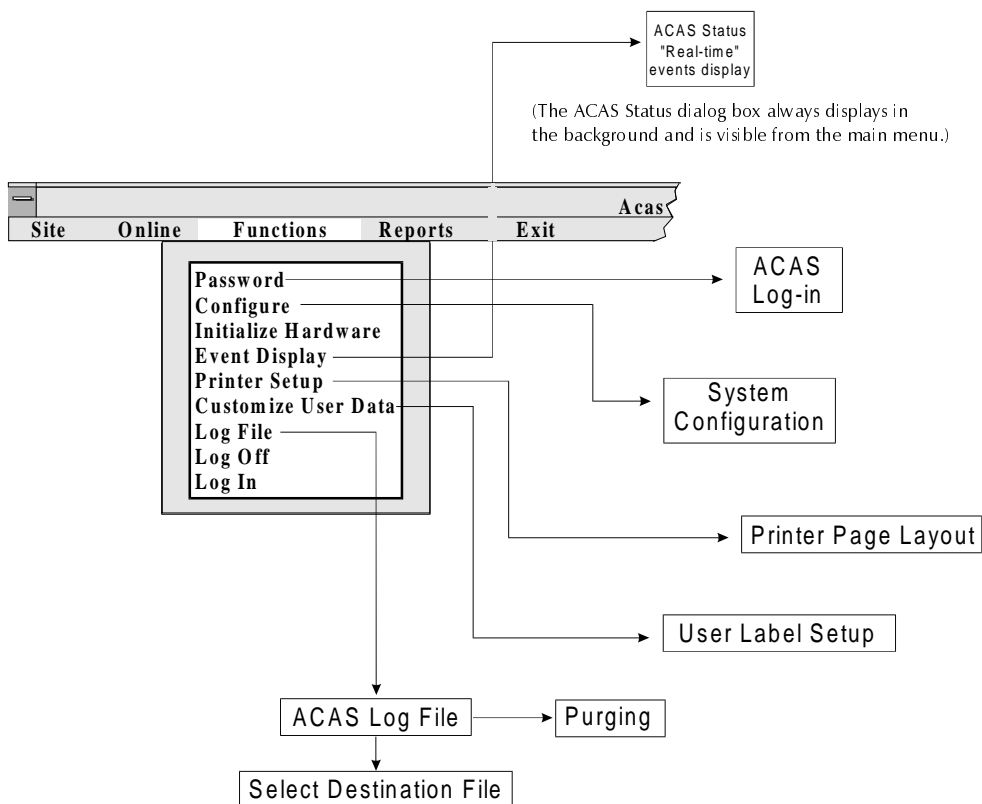 ACAS Status
"Real-time"
events display
(The ACAS Status dialog box always displays in
the background and is visible from the main menu.)
Acas
Site Online Functions Reports Exit
Password
Configure
Initialize Hardware
Event Display
Printer Setup
Customize User Data
Log File
Log Off
Log In
ACAS
Log-in
System
Configuration
Printer Page Layout
User Label Setup
ACAS Log File
Purging
Select Destination File